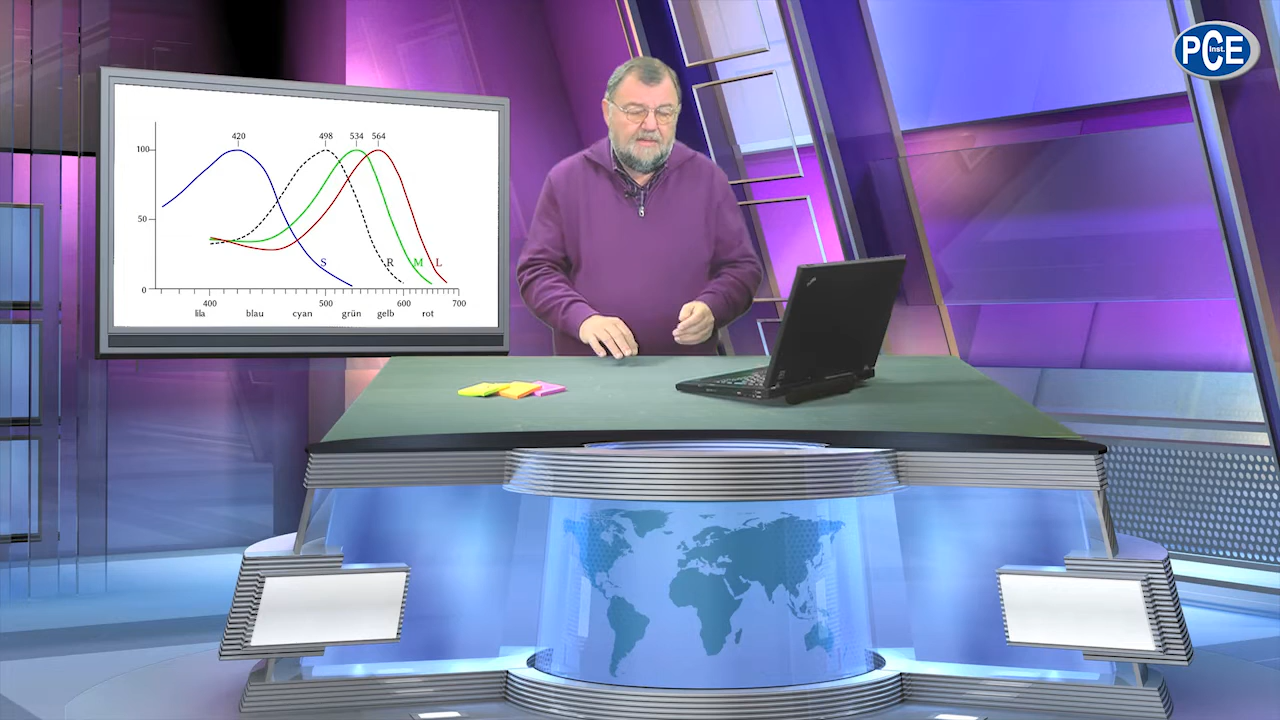 PCE
Inst.
420 498 534 564
100
50
S R M L
0
400 500 600 700
lila blau cyan grün gelb rot